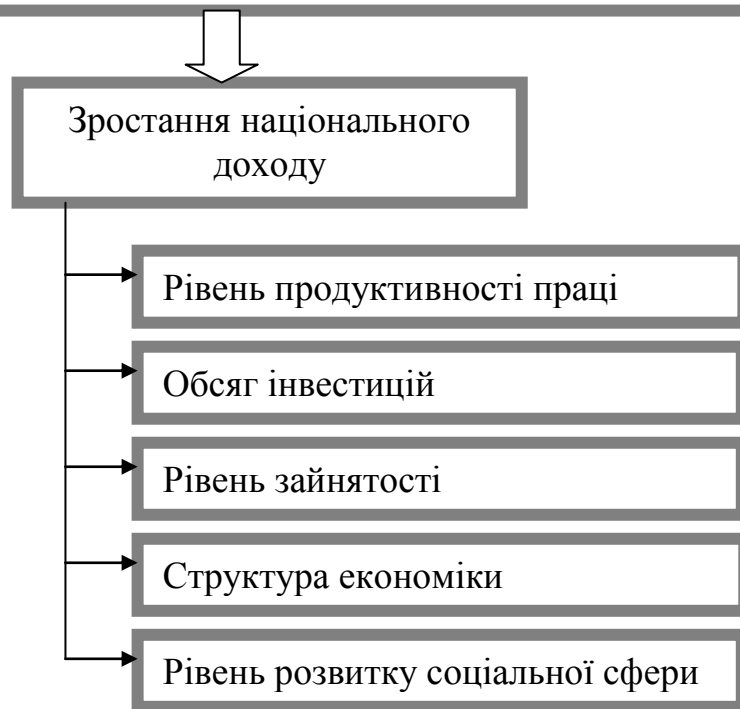 Зростання національного
доходу
Рівень продуктивності праці
Обсяг інвестицій
Рівень зайнятості
Структура економіки
Рівень розвитку соціальної сфери